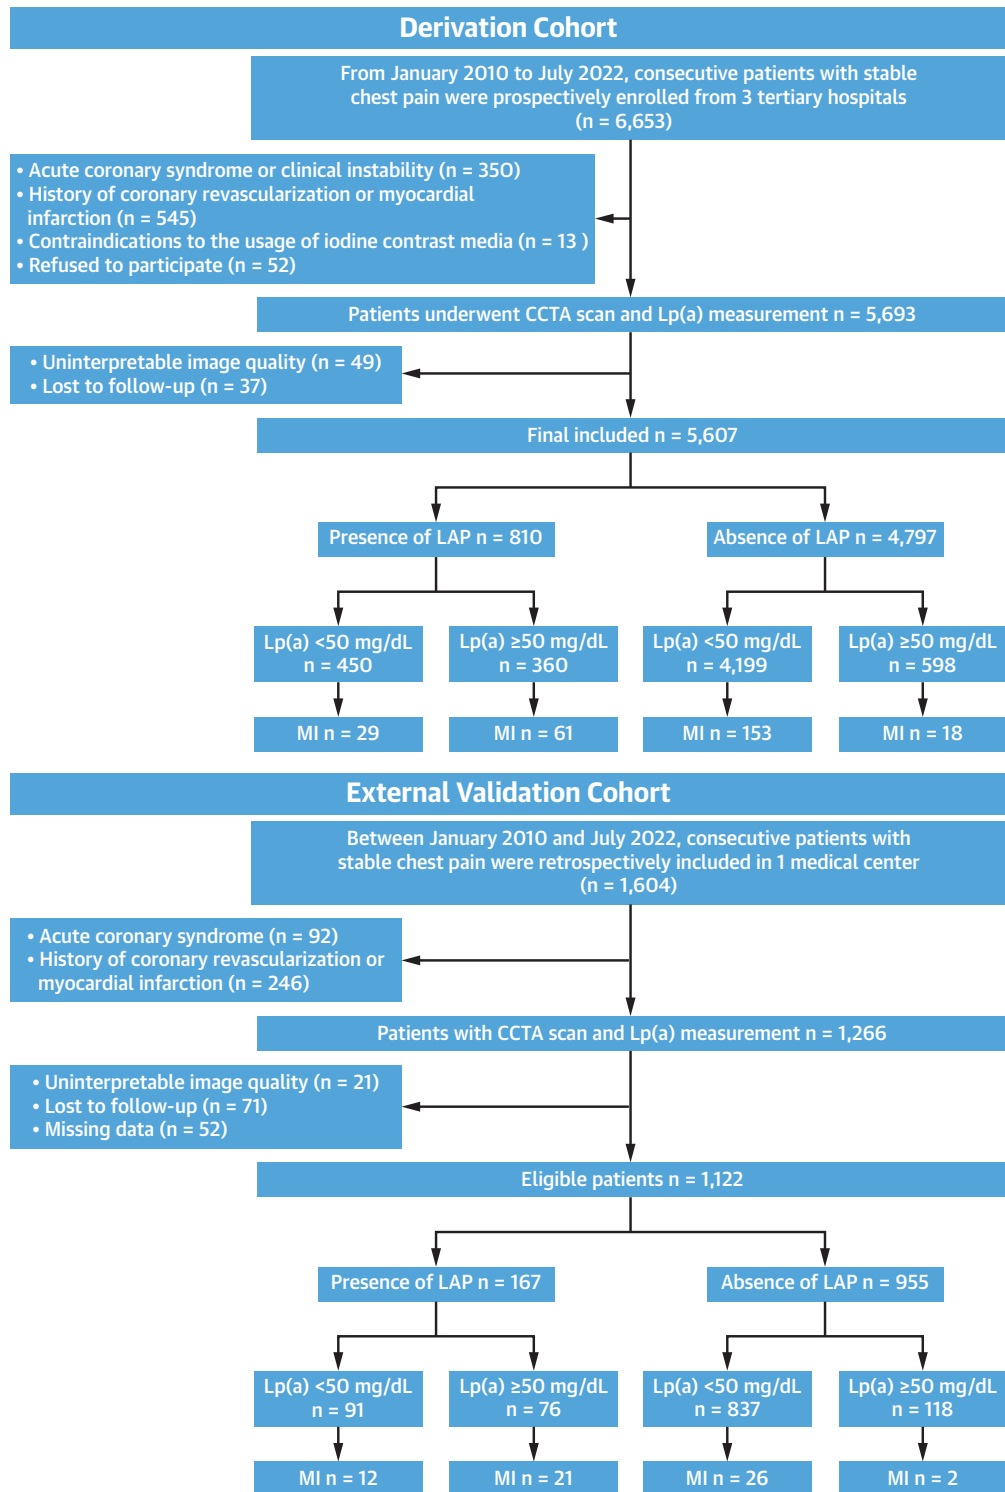 Derivation Cohort
From January 2010 to July 2022, consecutive patients with stable
chest pain were prospectively enrolled from 3 tertiary hospitals
(n = 6,653)
• Acute coronary syndrome or clinical instability (n = 350)
• History of coronary revascularization or myocardial
infarction (n = 545)
• Contraindications to the usage of iodine contrast media (n = 13 )
• Refused to participate (n = 52)
Patients underwent CCTA scan and Lp(a) measurement n = 5,693
• Uninterpretable image quality (n = 49)
• Lost to follow-up (n = 37)
Final included n = 5,607
Presence of LAP n = 810
Absence of LAP n = 4,797
Lp(a) <50 mg/dL
n = 450
Lp(a) ≥50 mg/dL
n = 360
Lp(a) <50 mg/dL
n = 4,199
Lp(a) ≥50 mg/dL
n = 598
MI n = 29
MI n = 61
MI n = 153
MI n = 18
External Validation Cohort
Between January 2010 and July 2022, consecutive patients with
stable chest pain were retrospectively included in 1 medical center
(n = 1,604)
• Acute coronary syndrome (n = 92)
• History of coronary revascularization or
myocardial infarction (n = 246)
Patients with CCTA scan and Lp(a) measurement n = 1,266
• Uninterpretable image quality (n = 21)
• Lost to follow-up (n = 71)
• Missing data (n = 52)
Eligible patients n = 1,122
Presence of LAP n = 167
Absence of LAP n = 955
Lp(a) <50 mg/dL
n = 91
Lp(a) ≥50 mg/dL
n = 76
Lp(a) <50 mg/dL
n = 837
Lp(a) ≥50 mg/dL
n = 118
MI n = 12
MI n = 21
MI n = 26
MI n = 2